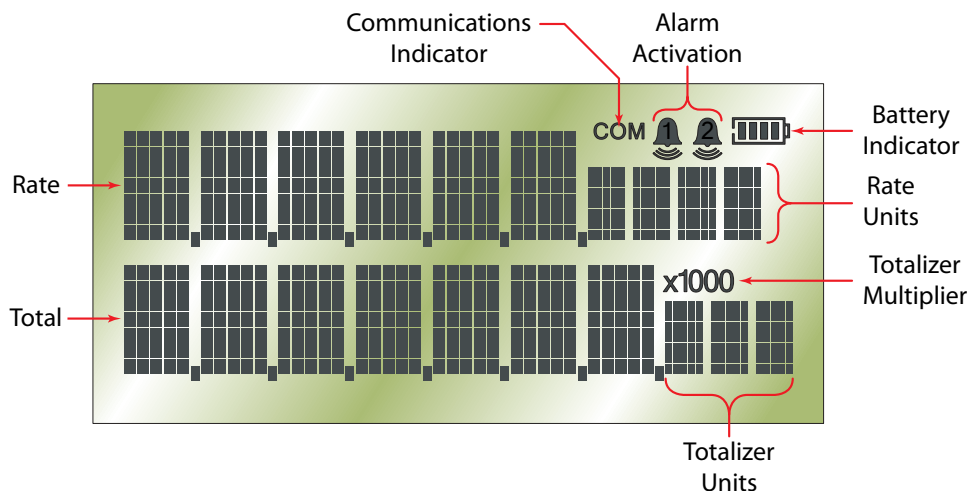 Communications
Indicator
Alarm
Activation
COM 1 2
Battery
Indicator
Rate
Rate
Units
x1000
Totalizer
Multiplier
Total
Totalizer
Units